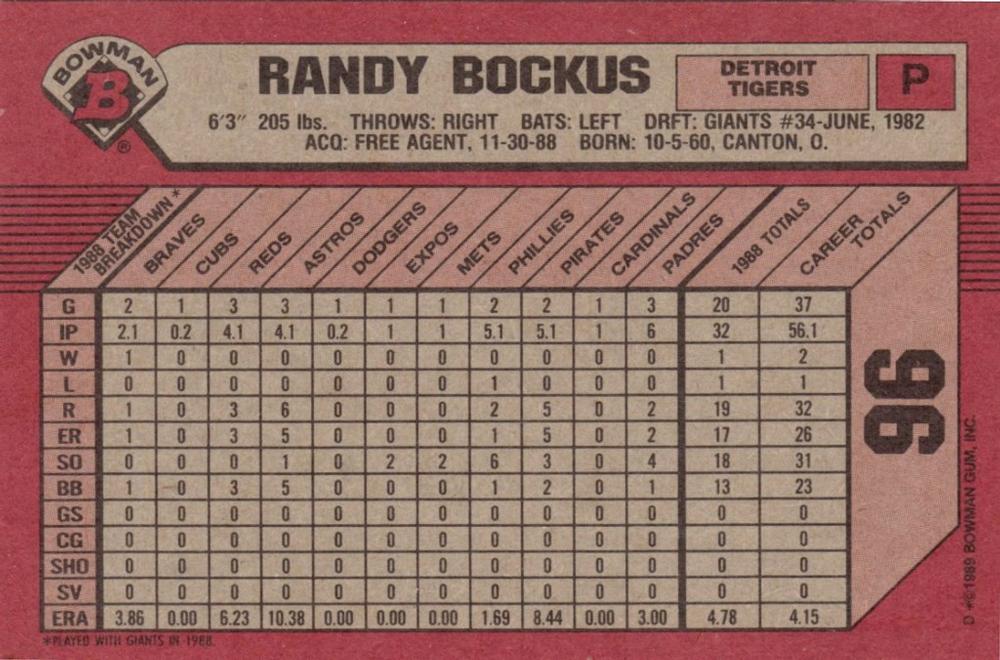 BOWMAN
B
®
RANDY BOCKUS
DETROIT
TIGERS
P
6'3" 205 lbs. THROWS: RIGHT BATS: LEFT DRFT: GIANTS #34-JUNE, 1982
ACQ: FREE AGENT, 11-30-88 BORN: 10-5-60, CANTON, O.
1988 TEAM BREAKDOWN* BRAVES CUBS REDS ASTROS DODGERS EXPOS METS PHILLIES PIRATES CARDINALS PADRES 1988 TOTALS CAREER TOTALS
G 2 1 3 3 1 1 1 2 2 1 3 20 37
IP 2.1 0.2 4.1 4.1 0.2 1 1 5.1 5.1 1 6 32 56.1
W 1 0 0 0 0 0 0 0 0 0 0 1 2
L 0 0 0 0 0 0 0 1 0 0 0 1 1
R 1 0 3 6 0 0 0 2 5 0 2 19 32
ER 1 0 3 5 0 0 0 1 5 0 2 17 26
SO 0 0 0 1 0 2 2 6 3 0 4 18 31
BB 1 0 3 5 0 0 0 1 2 0 1 13 23
GS 0 0 0 0 0 0 0 0 0 0 0 0 0
CG 0 0 0 0 0 0 0 0 0 0 0 0 0
SHO 0 0 0 0 0 0 0 0 0 0 0 0 0
SV 0 0 0 0 0 0 0 0 0 0 0 0 0
ERA 3.86 0.00 6.23 10.38 0.00 0.00 0.00 1.69 8.44 0.00 3.00 4.78 4.15
*PLAYED WITH GIANTS IN 1988.
96
D *©1989 BOWMAN GUM, INC.